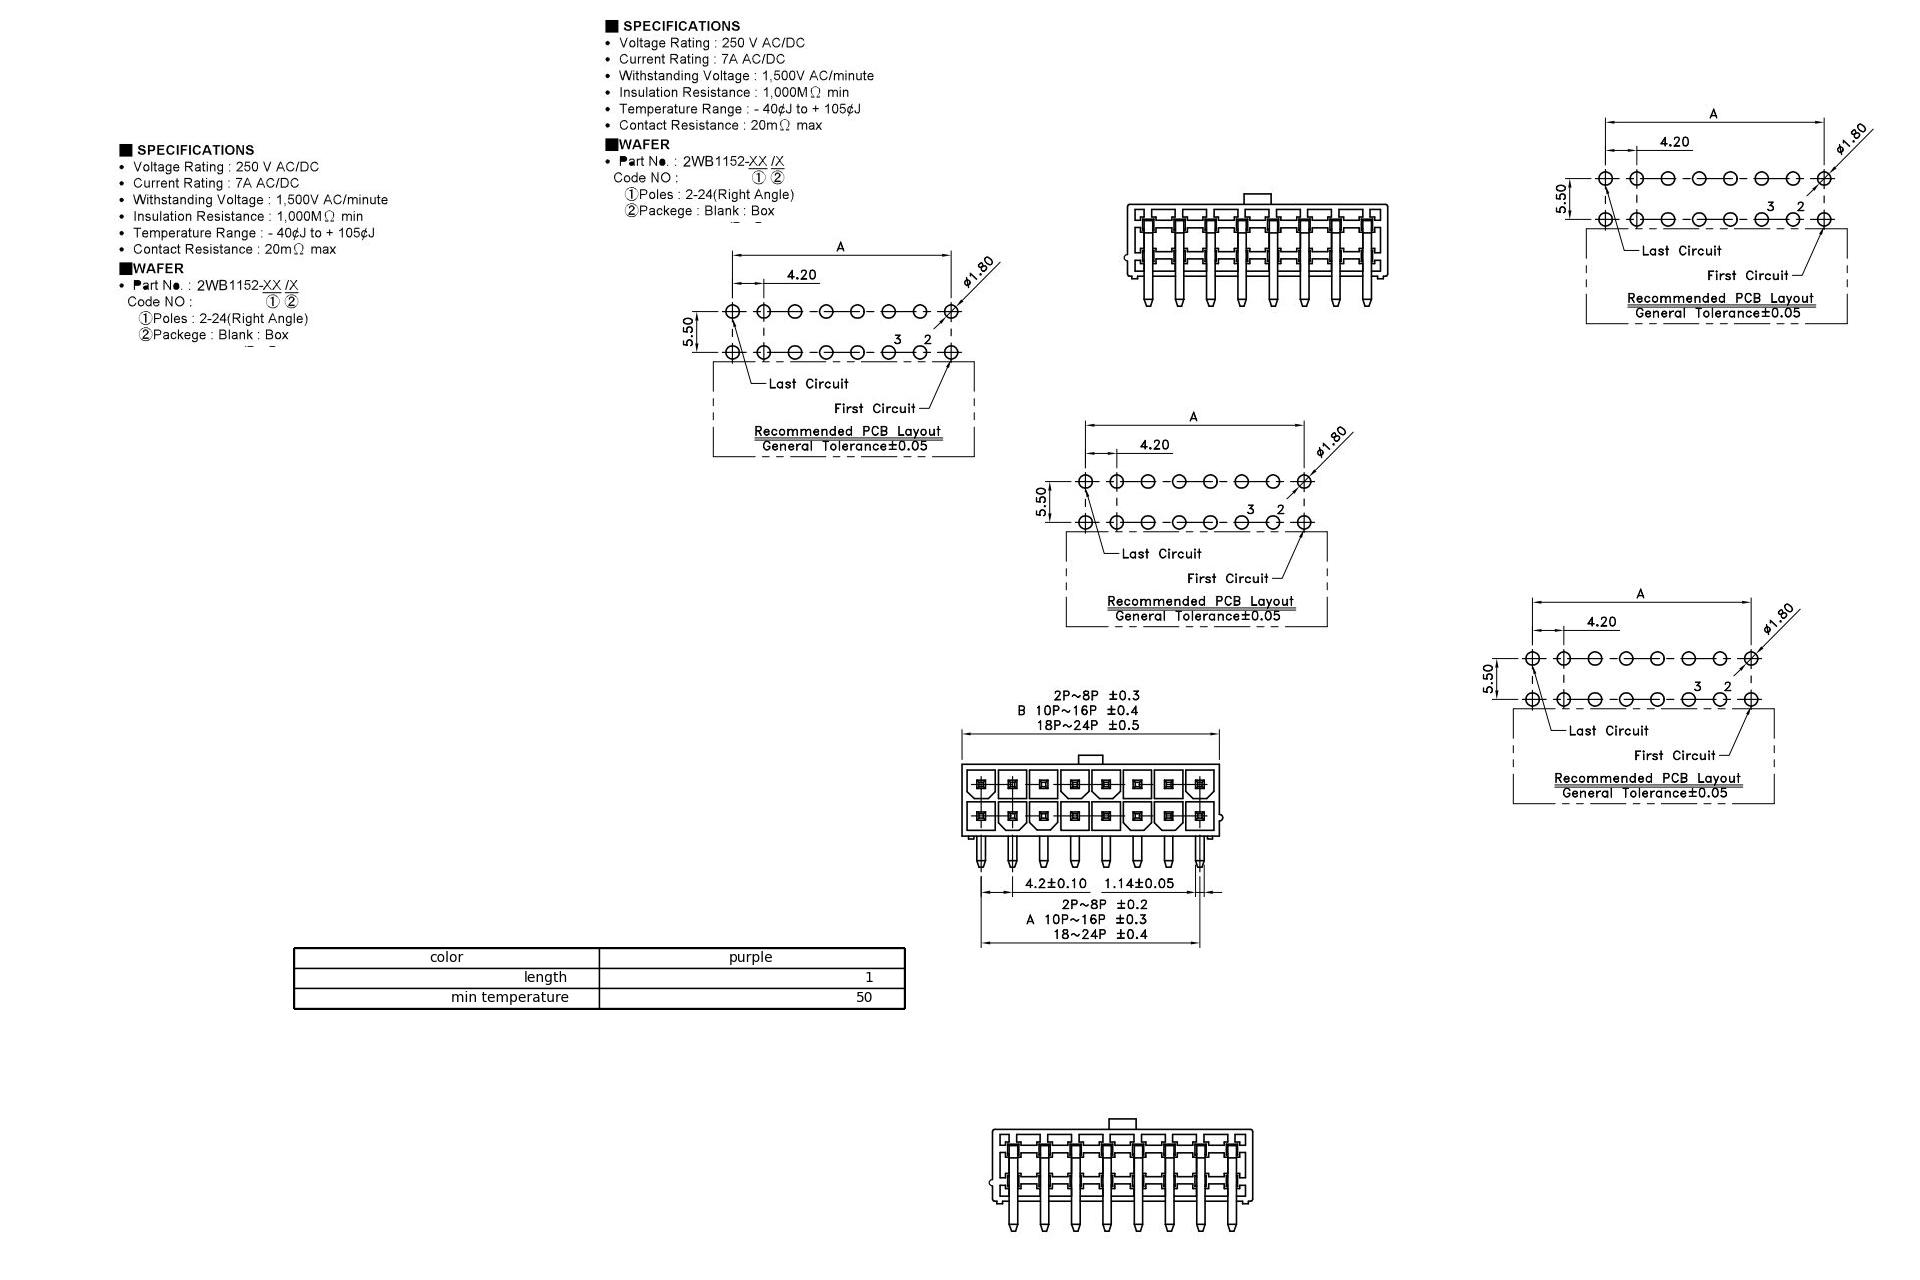 ■ SPECIFICATIONS
• Voltage Rating : 250 V AC/DC
• Current Rating : 7A AC/DC
• Withstanding Voltage : 1,500V AC/minute
• Insulation Resistance : 1,000MΩ min
• Temperature Range : - 40¢J to + 105¢J
• Contact Resistance : 20mΩ max
■WAFER
• Part No. : 2WB1152-XX /X
Code NO : ① ②
①Poles : 2-24(Right Angle)
②Packege : Blank : Box
■ SPECIFICATIONS
• Voltage Rating : 250 V AC/DC
• Current Rating : 7A AC/DC
• Withstanding Voltage : 1,500V AC/minute
• Insulation Resistance : 1,000MΩ min
• Temperature Range : - 40¢J to + 105¢J
• Contact Resistance : 20mΩ max
■WAFER
• Part No. : 2WB1152-XX /X
Code NO : ① ②
①Poles : 2-24(Right Angle)
②Packege : Blank : Box
A
4.20
ø1.80
5.50
3 2
Last Circuit
First Circuit
Recommended PCB Layout
General Tolerance±0.05
A
4.20
ø1.80
5.50
3 2
Last Circuit
First Circuit
Recommended PCB Layout
General Tolerance±0.05
A
4.20
ø1.80
5.50
3 2
Last Circuit
First Circuit
Recommended PCB Layout
General Tolerance±0.05
A
4.20
ø1.80
5.50
3 2
Last Circuit
First Circuit
Recommended PCB Layout
General Tolerance±0.05
2P~8P ±0.3
B 10P~16P ±0.4
18P~24P ±0.5
4.2±0.10 1.14±0.05
2P~8P ±0.2
A 10P~16P ±0.3
18~24P ±0.4
color purple
length 1
min temperature 50